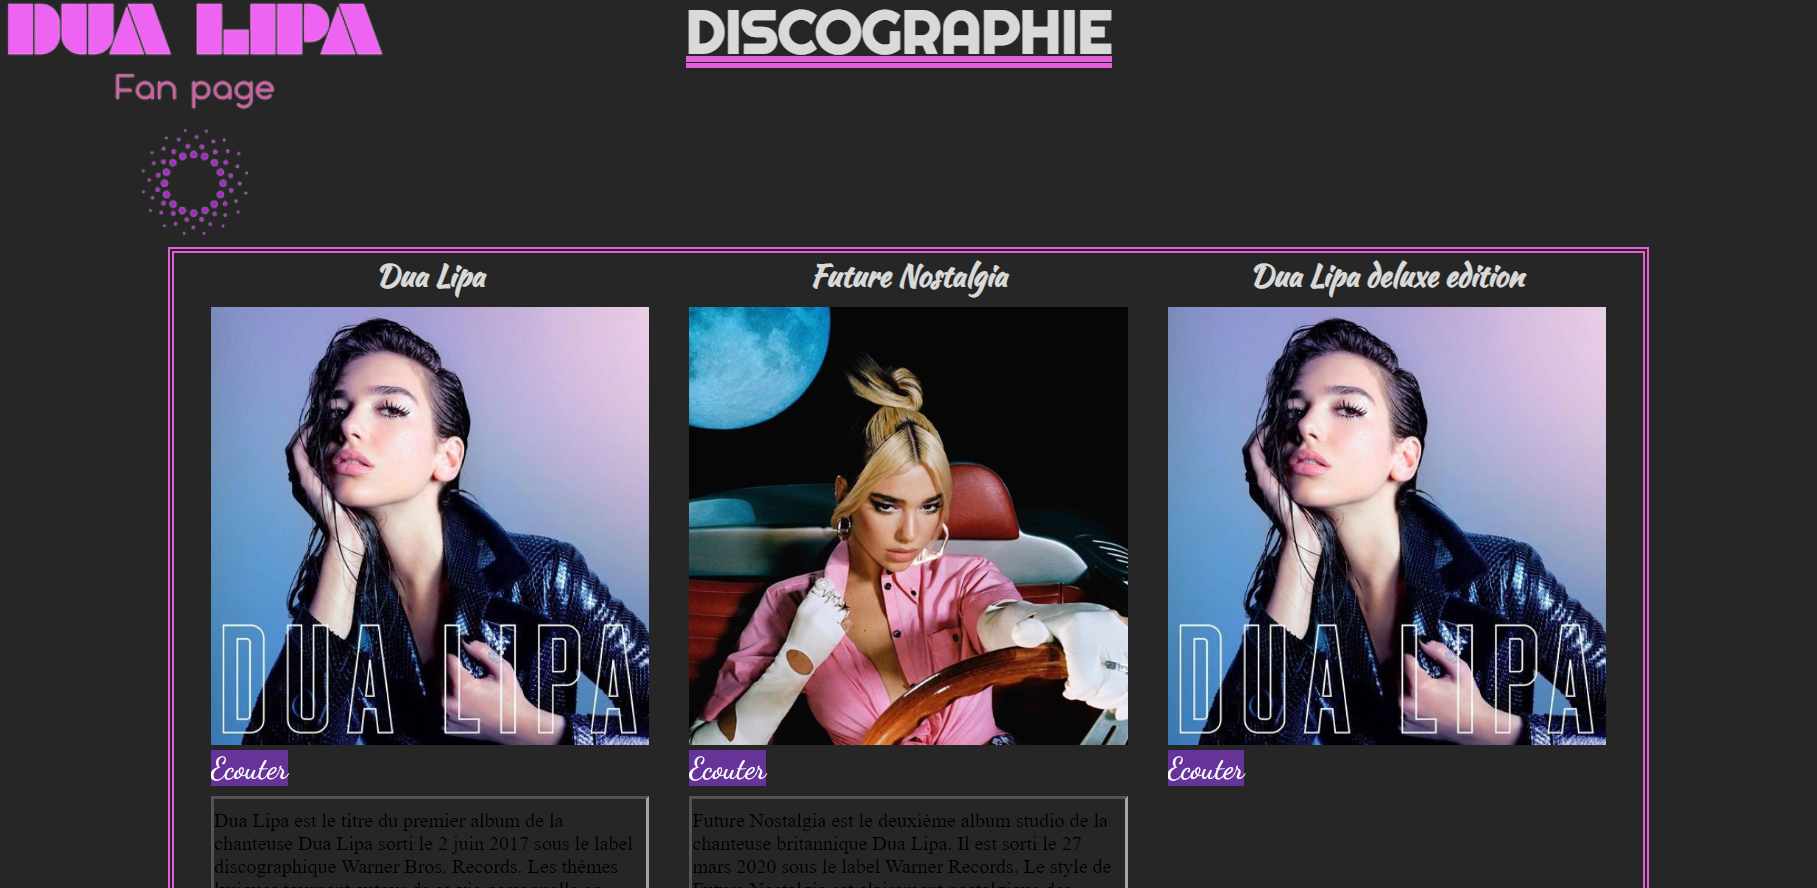 DUA LIPA
Fan page
DISCOGRAPHIE
Dua Lipa
Future Nostalgia
Dua Lipa deluxe edition
DUA LIPA
DUA LIPA
Ecouter
Ecouter
Ecouter
Dua Lipa est le titre du premier album de la
chanteuse Dua Lipa sorti le 2 juin 2017 sous le label
discographique Warner Bros. Records. Les thèmes
Future Nostalgia est le deuxième album studio de la
chanteuse britannique Dua Lipa. Il est sorti le 27
mars 2020 sous le label Warner Records. Le style de